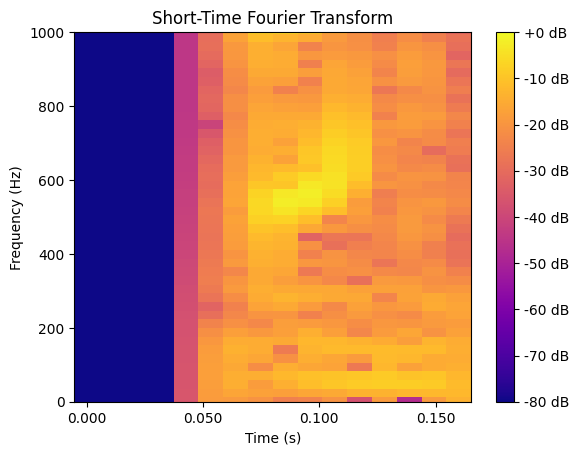 Short-Time Fourier Transform
1000
800
600
400
200
0
Frequency (Hz)
0.000
0.050
0.100
0.150
Time (s)
+0 dB
-10 dB
-20 dB
-30 dB
-40 dB
-50 dB
-60 dB
-70 dB
-80 dB